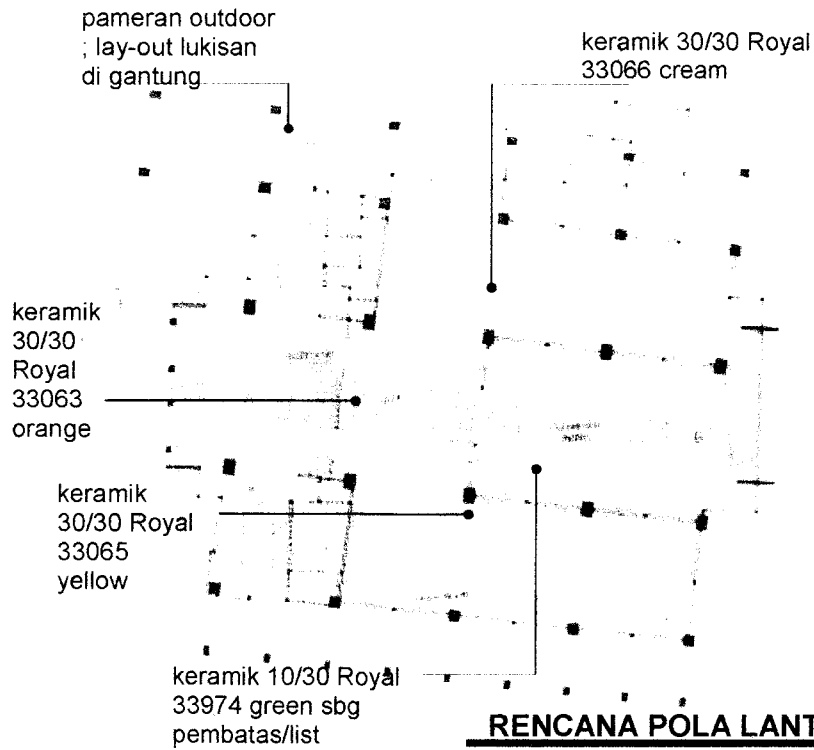 pameran outdoor
; lay-out lukisan
di gantung
keramik 30/30 Royal
33066 cream
keramik
30/30
Royal
33063
orange
keramik
30/30 Royal
33065
yellow
keramik 10/30 Royal
33974 green sbg
pembatas/list
RENCANA POLA LANT